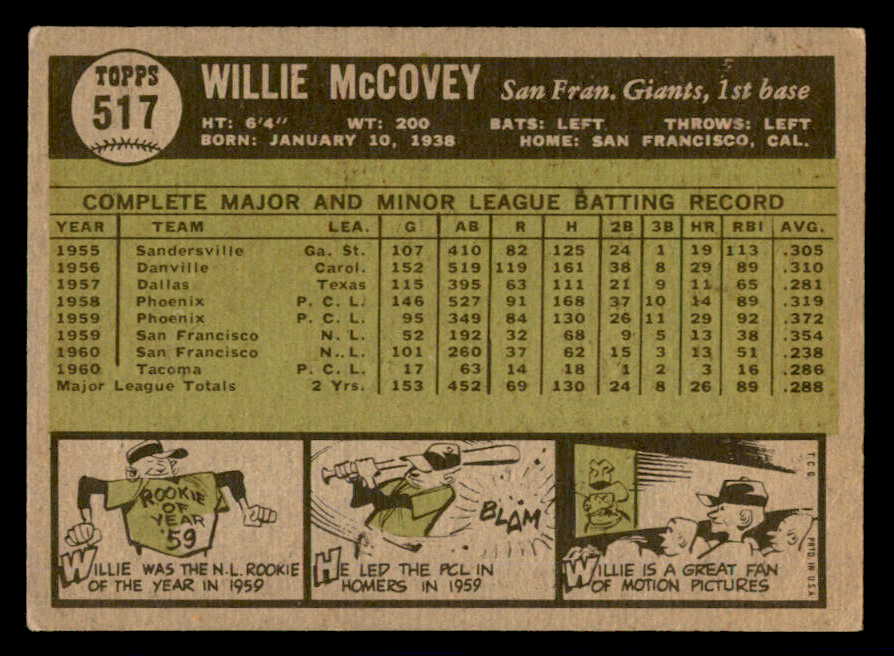 TOPPS
517
WILLIE McCOVEY San Fran. Giants, 1st base
HT: 6'4" WT: 200 BATS: LEFT THROWS: LEFT
BORN: JANUARY 10, 1938 HOME: SAN FRANCISCO, CAL.
COMPLETE MAJOR AND MINOR LEAGUE BATTING RECORD
YEAR TEAM LEA. G AB R H 2B 3B HR RBI AVG.
1955 Sandersville Ga. St. 107 410 82 125 24 1 19 113 .305
1956 Danville Carol. 152 519 119 161 38 8 29 89 .310
1957 Dallas Texas 115 395 63 111 21 9 11 65 .281
1958 Phoenix P. C. L. 146 527 91 168 37 10 14 89 .319
1959 Phoenix P. C. L. 95 349 84 130 26 11 29 92 .372
1959 San Francisco N. L. 52 192 32 68 9 5 13 38 .354
1960 San Francisco N. L. 101 260 37 62 15 3 13 51 .238
1960 Tacoma P. C. L. 17 63 14 18 1 2 3 16 .286
Major League Totals 2 Yrs. 153 452 69 130 24 8 26 89 .288
ROOKIE
OF
YEAR
'59
WILLIE WAS THE N.L. ROOKIE
OF THE YEAR IN 1959
BLAM
HE LED THE PCL IN
HOMERS IN 1959
WILLIE IS A GREAT FAN
OF MOTION PICTURES
T.C.G.
PRTD. IN U.S.A.